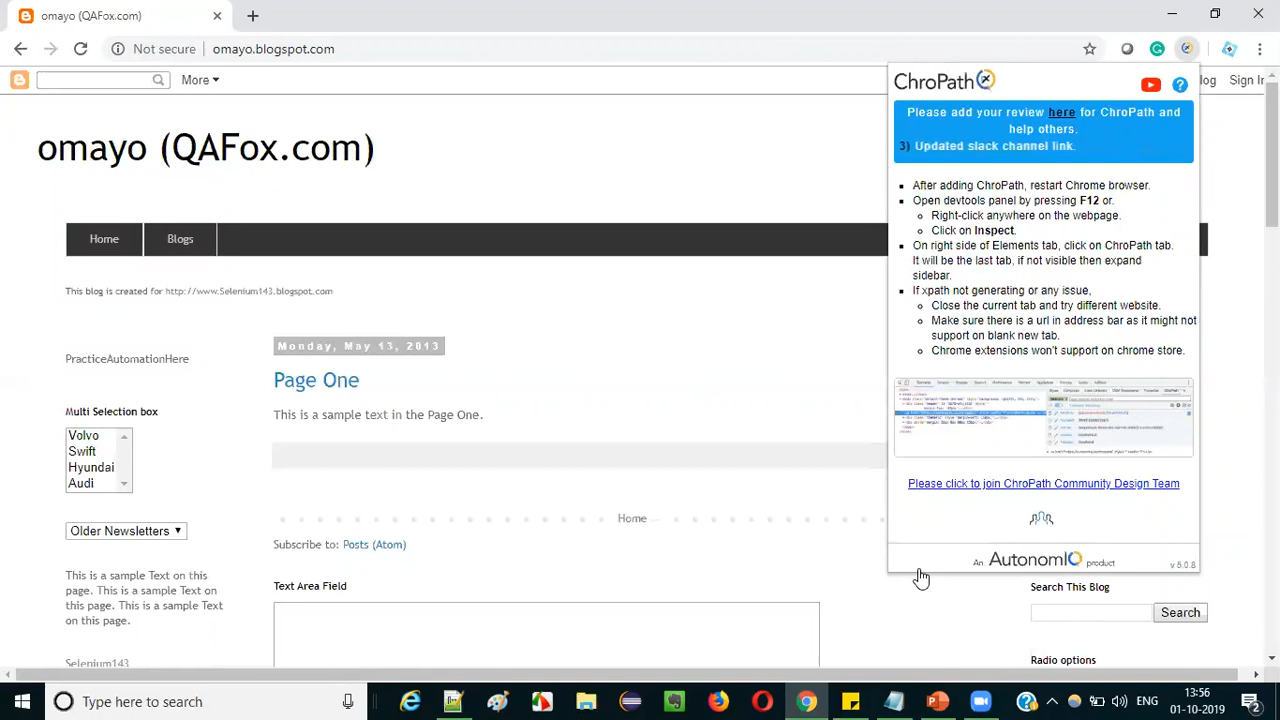 omayo (QAFox.com)
Not secure
omayo.blogspot.com
More
log
Sign In
omayo (QAFox.com)
Home
Blogs
This blog is created for http://www.Selenium143.blogspot.com
PracticeAutomationHere
Multi Selection box
Volvo
Swift
Hyundai
Audi
Older Newsletters
This is a sample Text on this
page. This is a sample Text
on this page. This is a sample
page. This is a sample Text
on this page.
Selenium143
Monday, May 13, 2013
Page One
This is a sample text in the Page One.
Home
Subscribe to: Posts (Atom)
Text Area Field
ChroPath
Please add your review here for ChroPath and
help others.
3) Updated slack channel link.
After adding ChroPath, restart Chrome browser.
Open devtools panel by pressing F12 or.
Right-click anywhere on the webpage.
Click on Inspect.
On right side of Elements tab, click on ChroPath tab.
It will be the last tab, if not visible then expand
sidebar.
If xpath not generating or any issue,
Close the current tab and try different website.
Make sure there is a url in address bar as it might not
support on blank new tab.
Chrome extensions won't support on chrome store.
Please click to join ChroPath Community Design Team
An AutonomIQ product
v 5.0.8
Search This Blog
Search
Radio options
Type here to search
ENG
13:56
01-10-2019
2